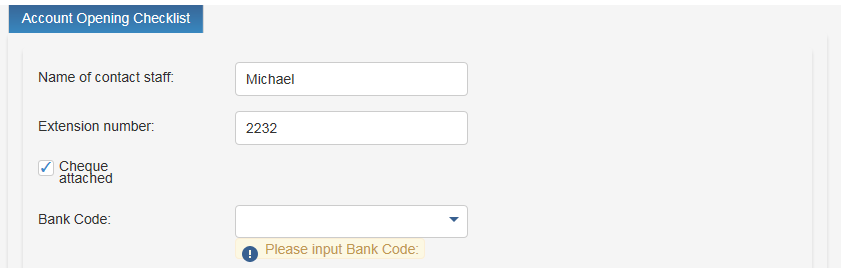 Account Opening Checklist
Name of contact staff: Michael
Extension number: 2232
Cheque
attached
Bank Code:
Please input Bank Code: